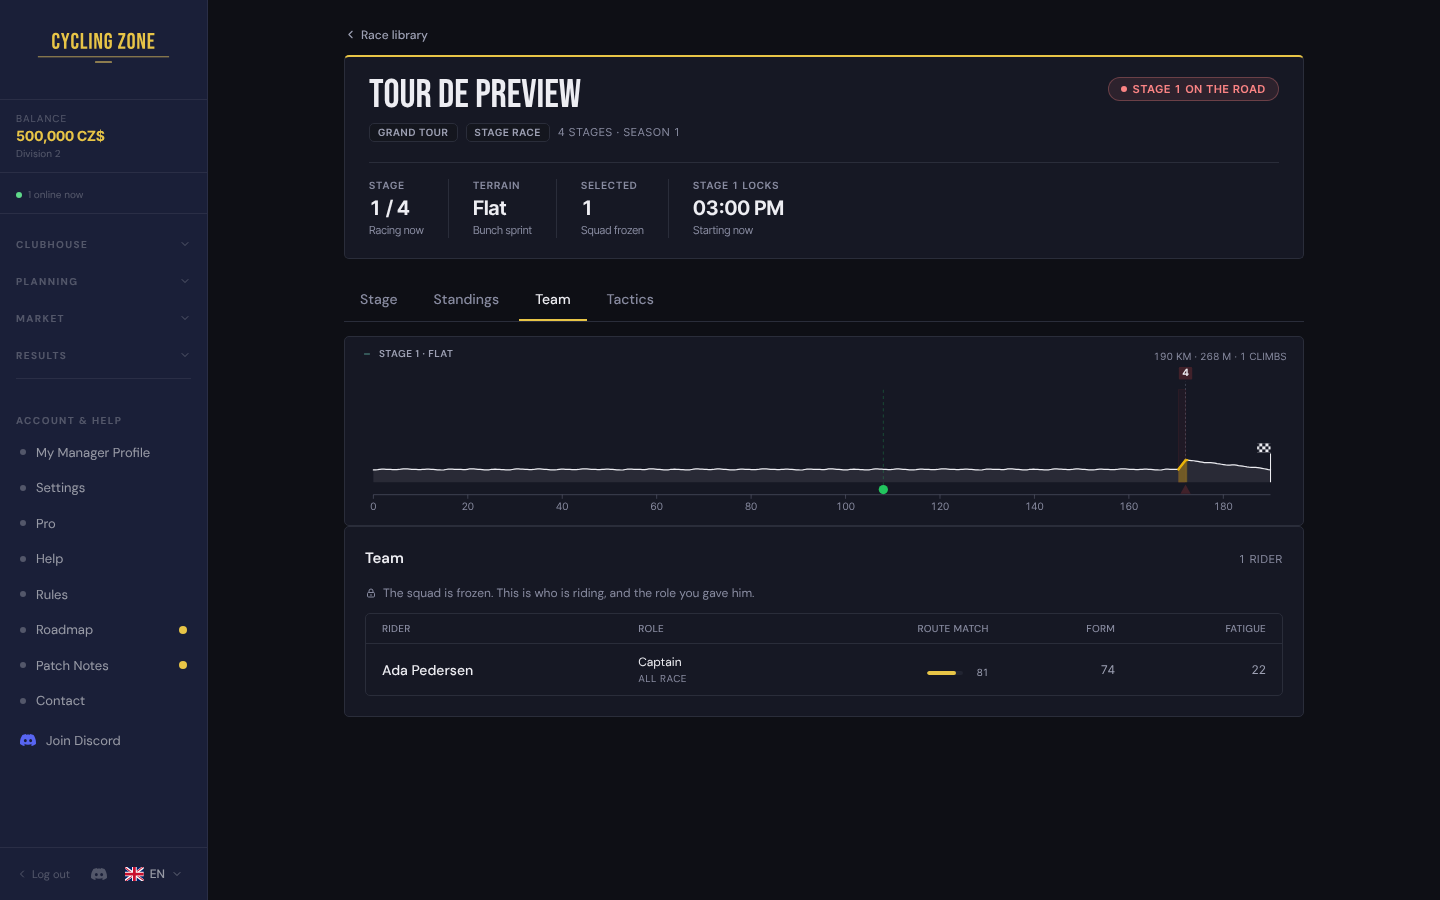 CYCLING ZONE
BALANCE
500,000 CZ$
Division 2
1 online now
CLUBHOUSE
PLANNING
MARKET
RESULTS
ACCOUNT & HELP
My Manager Profile
Settings
Pro
Help
Rules
Roadmap
Patch Notes
Contact
Join Discord
Log out
EN
Race library
TOUR DE PREVIEW
STAGE 1 ON THE ROAD
GRAND TOUR STAGE RACE 4 STAGES · SEASON 1
STAGE TERRAIN SELECTED STAGE 1 LOCKS
1 / 4 Flat 1 03:00 PM
Racing now Bunch sprint Squad frozen Starting now
Stage Standings Team Tactics
STAGE 1 · FLAT
190 KM · 268 M · 1 CLIMBS
4
0 20 40 60 80 100 120 140 160 180
Team 1 RIDER
The squad is frozen. This is who is riding, and the role you gave him.
RIDER ROLE ROUTE MATCH FORM FATIGUE
Ada Pedersen Captain 81 74 22
ALL RACE